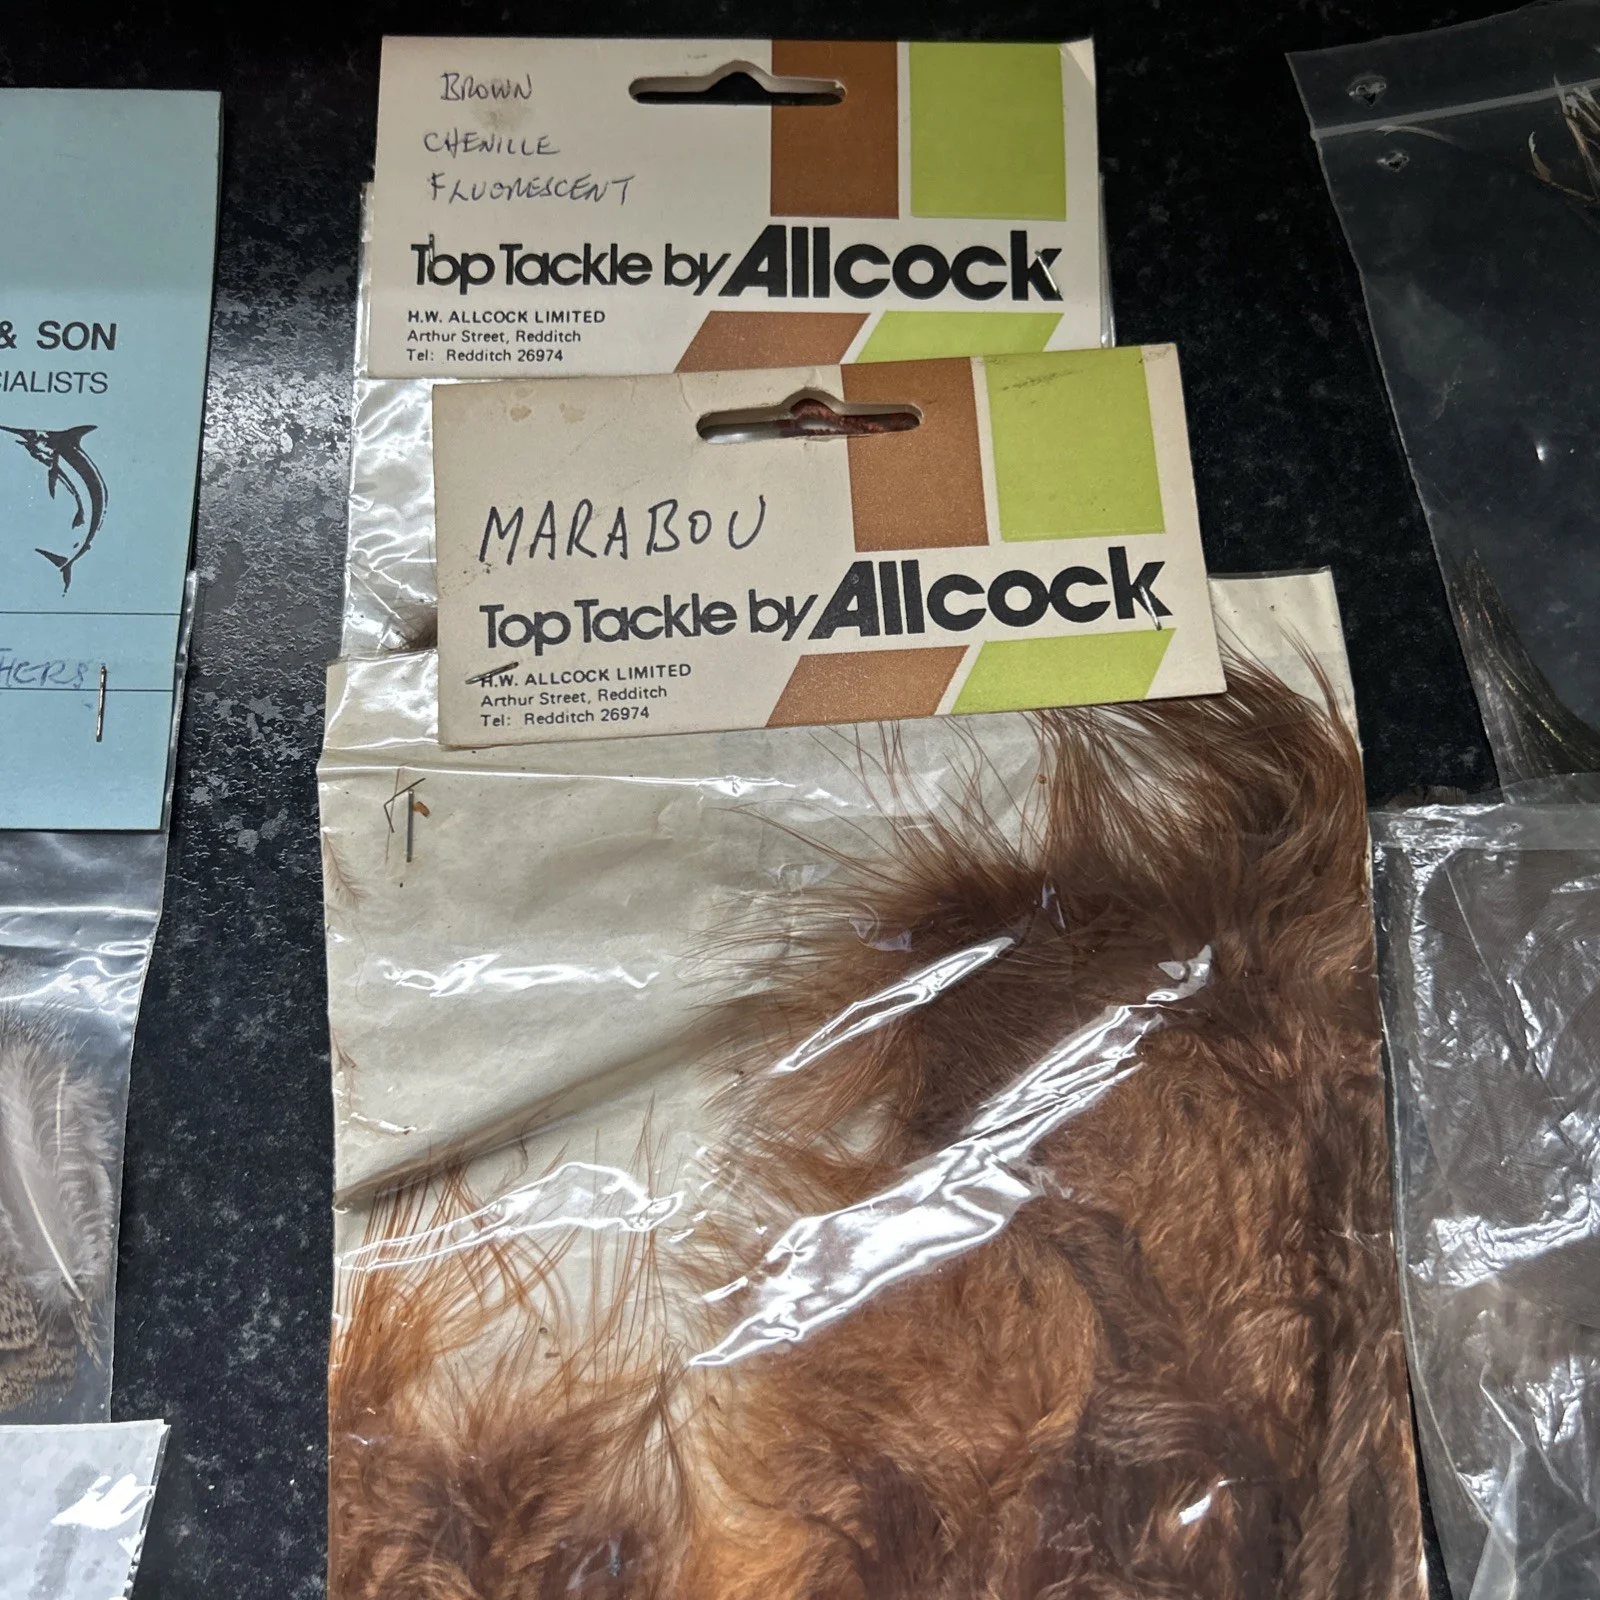 & SON
CIALISTS
THERS
BROWN
CHENILLE
FLUORESCENT
Top Tackle by Allcock
H.W. ALLCOCK LIMITED
Arthur Street, Redditch
Tel: Redditch 26974
MARABOU
Top Tackle by Allcock
H.W. ALLCOCK LIMITED
Arthur Street, Redditch
Tel: Redditch 26974